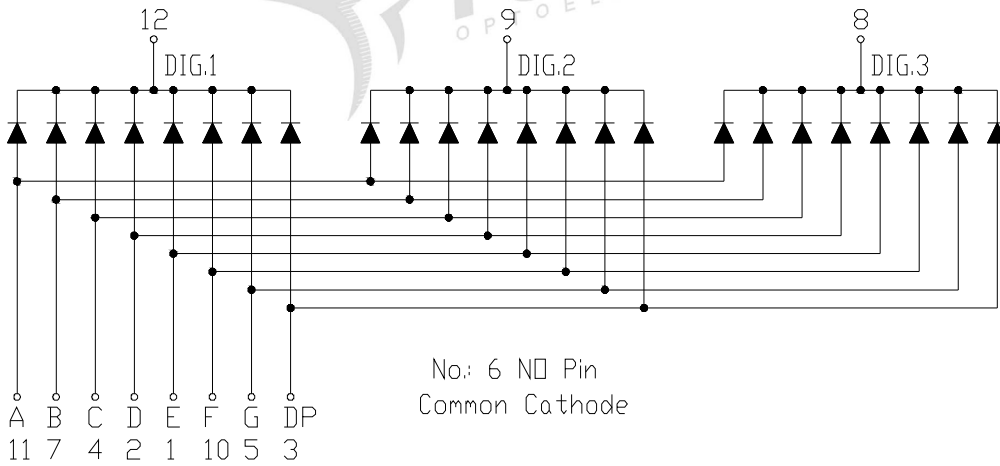 12 9 8
DIG.1 DIG.2 DIG.3
OPTOEL
No.: 6 NO Pin
Common Cathode
A B C D E F G DP
11 7 4 2 1 10 5 3